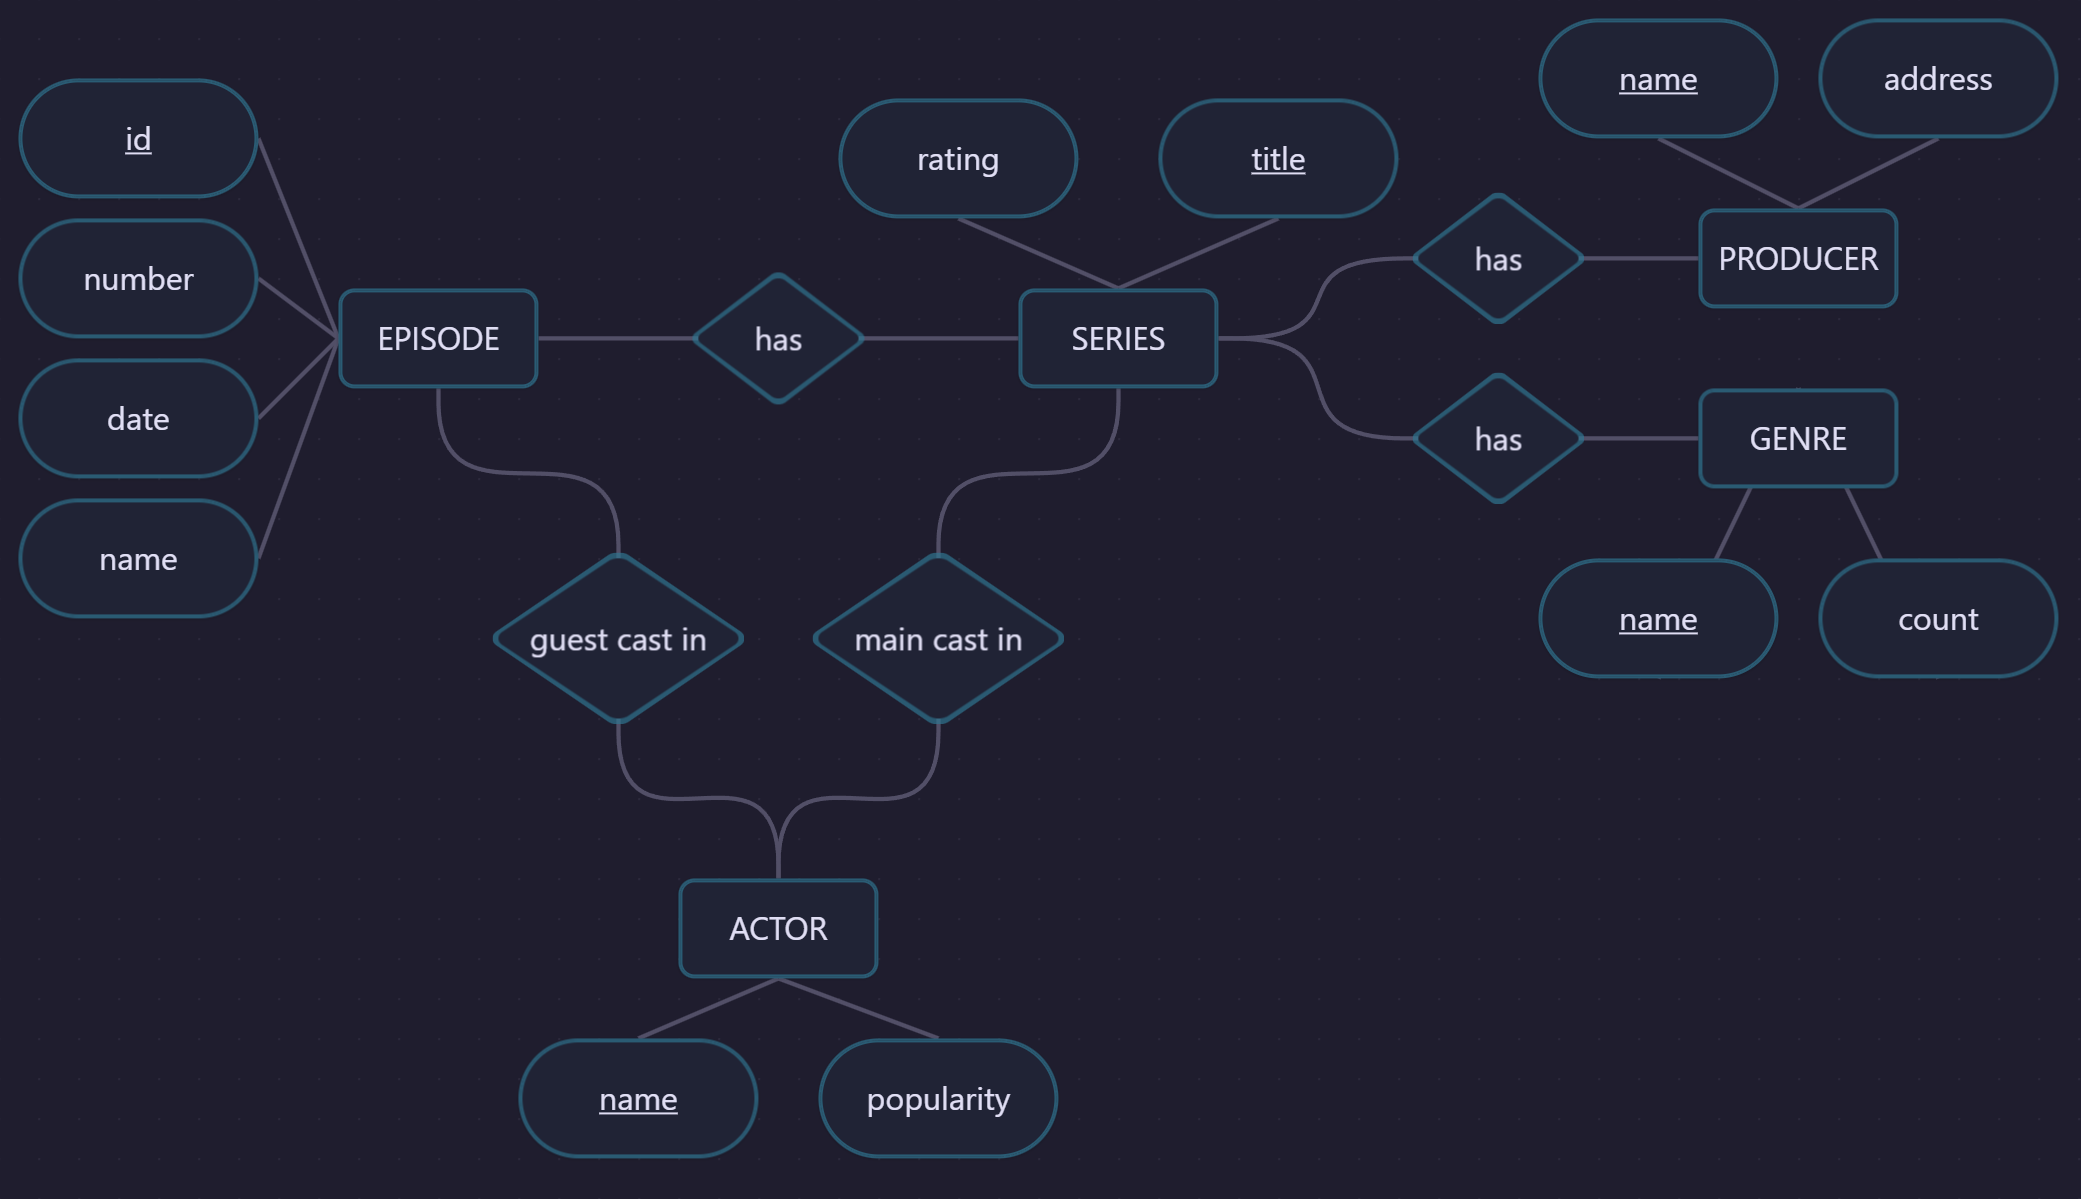 name
address
id
rating
title
has
PRODUCER
number
EPISODE
has
SERIES
date
has
GENRE
name
name
count
guest cast in
main cast in
ACTOR
name
popularity